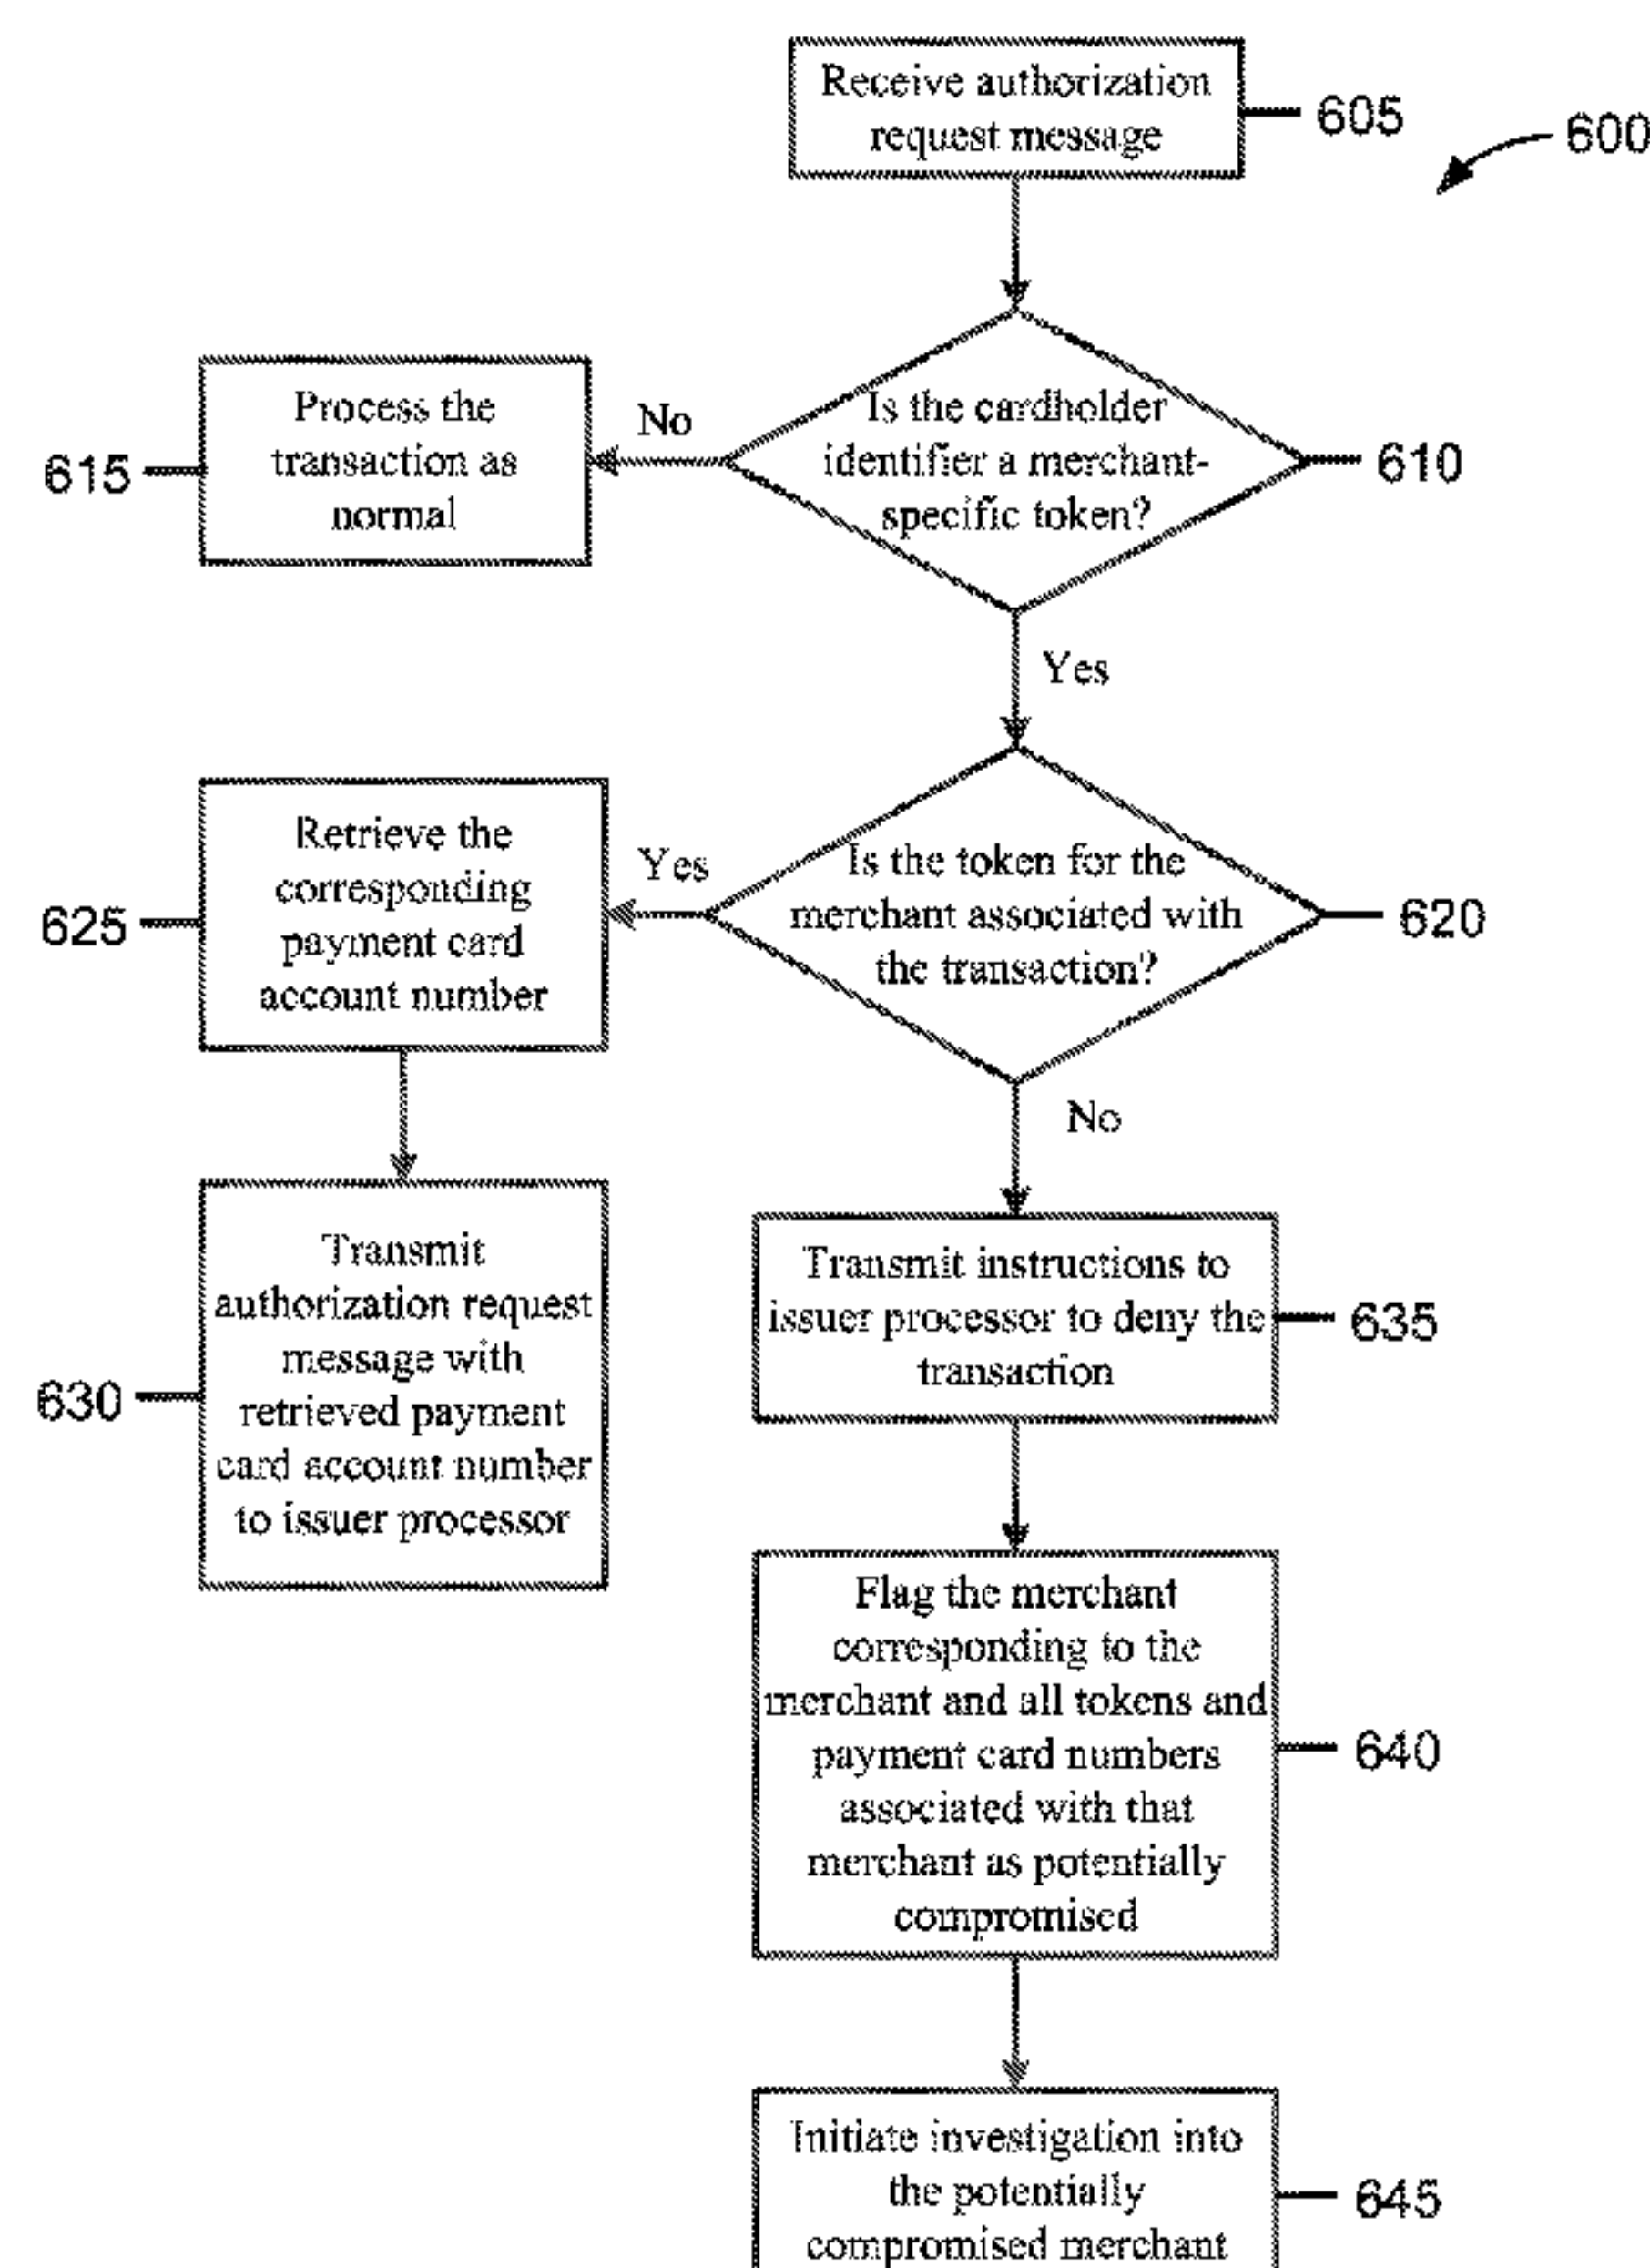 Receive authorization
request message
605
600
Is the cardholder
identifier a merchant-
specific token?
610
No
Process the
transaction as
normal
615
Yes
Is the token for the
merchant associated with
the transaction?
620
Yes
Retrieve the
corresponding
payment card
account number
625
Transmit
authorization request
message with
retrieved payment
card account number
to issuer processor
630
No
Transmit instructions to
issuer processor to deny the
transaction
635
Flag the merchant
corresponding to the
merchant and all tokens and
payment card numbers
associated with that
merchant as potentially
compromised
640
Initiate investigation into
the potentially
compromised merchant
645